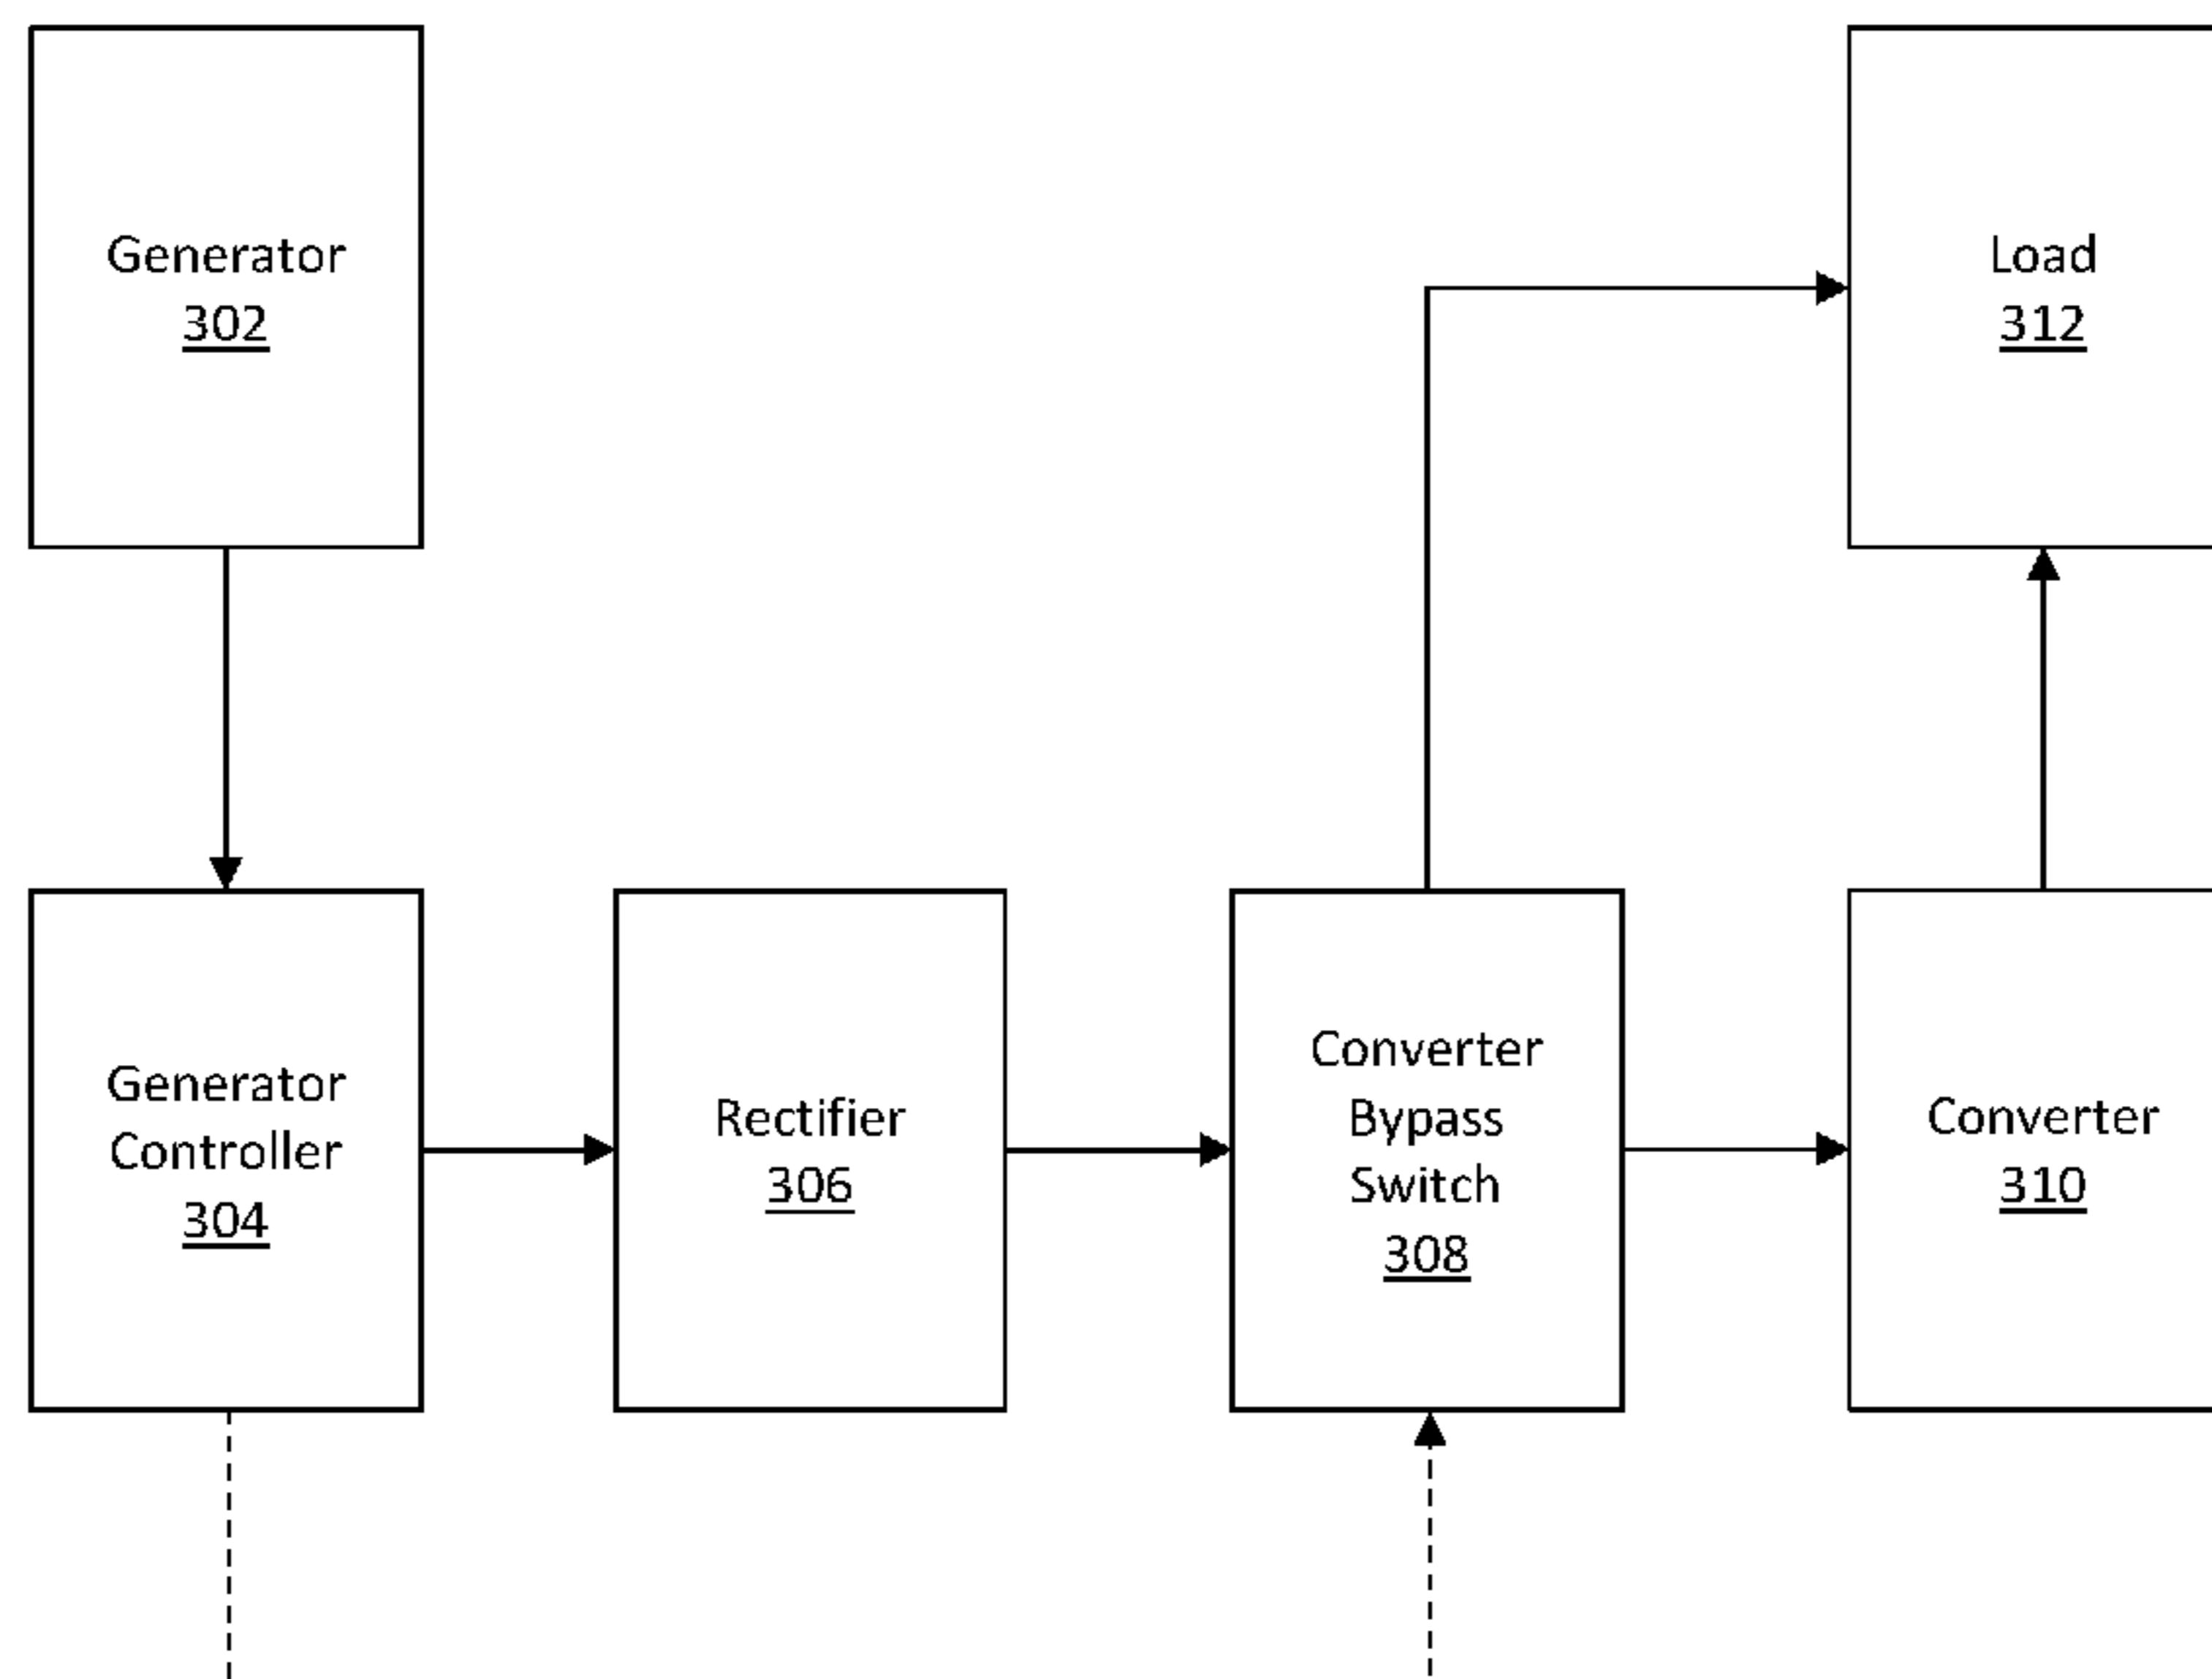 Generator
302
Load
312
Generator
Controller
304
Rectifier
306
Converter
Bypass
Switch
308
Converter
310